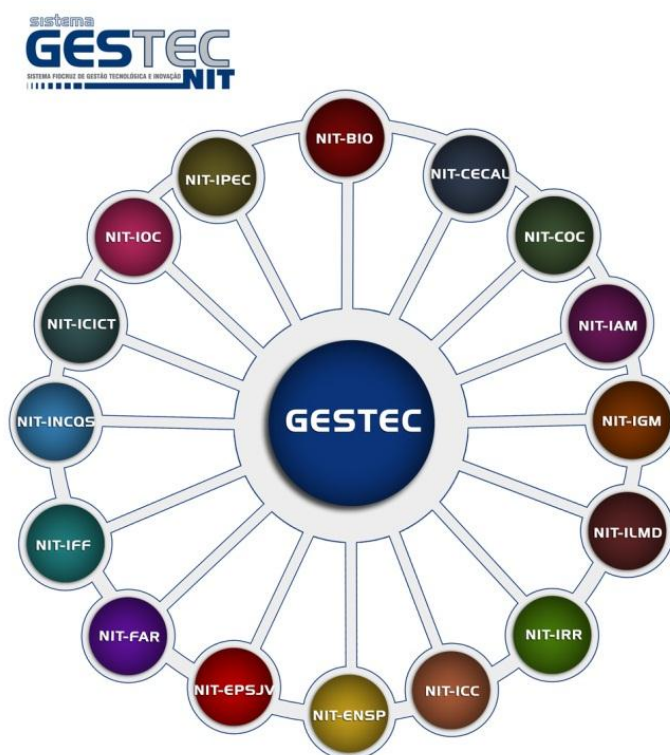 sistema
GESTEC
SISTEMA FIOCRUZ DE GESTÃO TECNOLÓGICA E INOVAÇÃO
NIT
NIT-BIO
NIT-IPEC
NIT-CECAL
NIT-IOC
NIT-COC
NIT-ICICT
NIT-IAM
GESTEC
NIT-INCQS
NIT-IGM
NIT-IFF
NIT-ILMD
NIT-FAR
NIT-IRR
NIT-EPSJV
NIT-ICC
NIT-ENSP